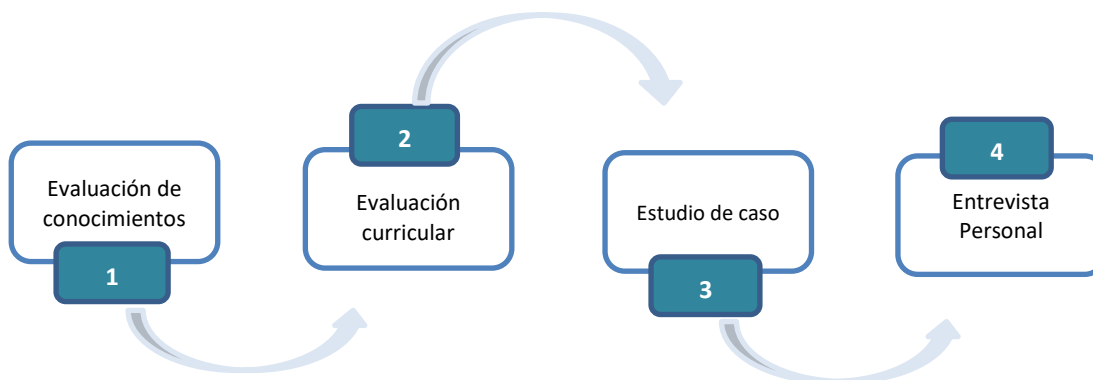 Evaluación de
conocimientos
1
2
Evaluación
curricular
Estudio de caso
3
4
Entrevista
Personal